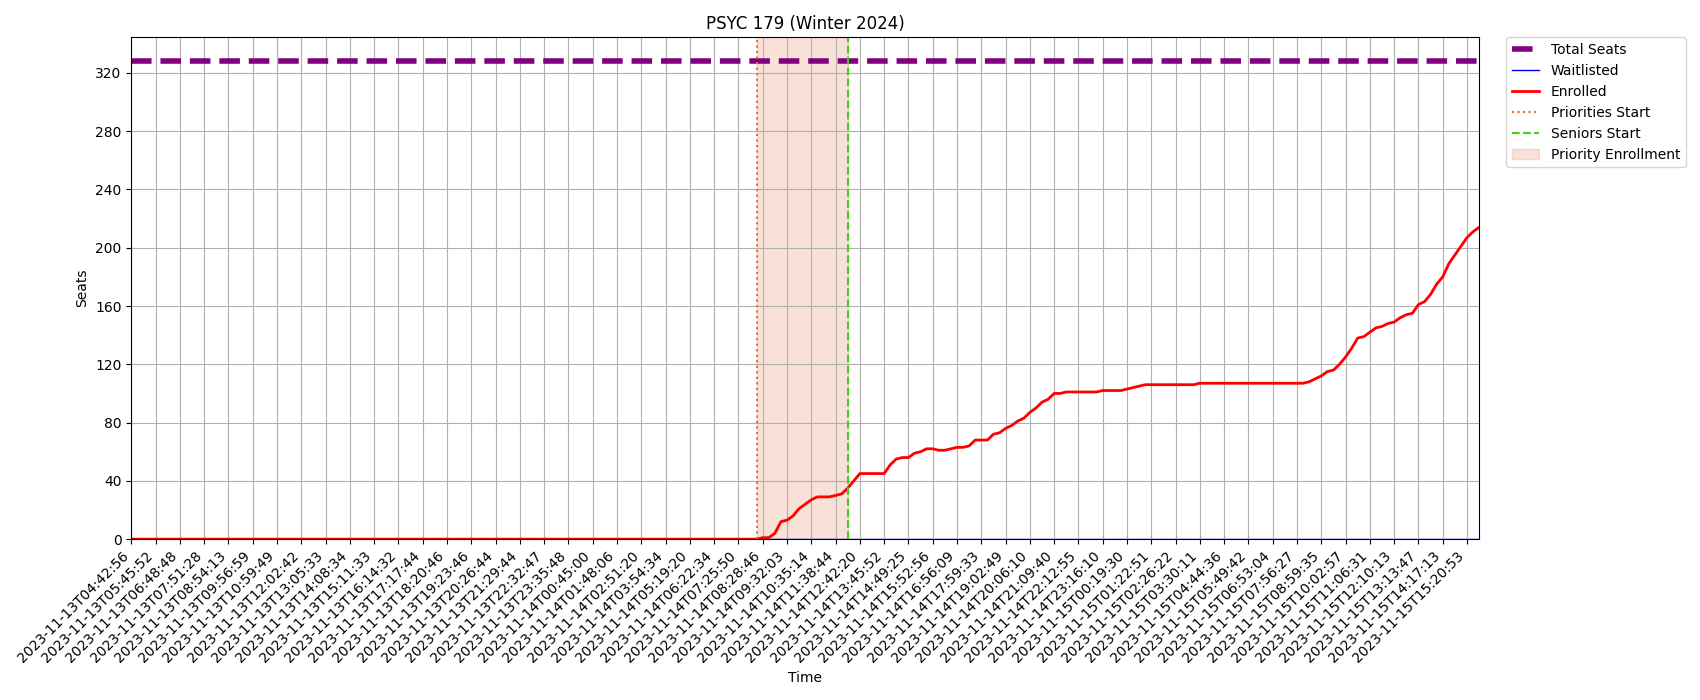 PSYC 179 (Winter 2024)
Total Seats
Waitlisted
Enrolled
Priorities Start
Seniors Start
Priority Enrollment
Seats
320
280
240
200
160
120
80
40
0
2023-11-13T04:42:56
2023-11-13T05:45:52
2023-11-13T06:48:48
2023-11-13T07:51:28
2023-11-13T08:54:13
2023-11-13T09:56:59
2023-11-13T10:59:49
2023-11-13T12:02:42
2023-11-13T13:05:33
2023-11-13T14:08:34
2023-11-13T15:11:33
2023-11-13T16:14:32
2023-11-13T17:17:44
2023-11-13T18:20:46
2023-11-13T19:23:46
2023-11-13T20:26:44
2023-11-13T21:29:44
2023-11-13T22:32:47
2023-11-13T23:35:48
2023-11-14T00:45:00
2023-11-14T01:48:06
2023-11-14T02:51:20
2023-11-14T03:54:34
2023-11-14T05:19:20
2023-11-14T06:22:34
2023-11-14T07:25:50
2023-11-14T08:28:46
2023-11-14T09:32:03
2023-11-14T10:35:14
2023-11-14T11:38:44
2023-11-14T12:42:20
2023-11-14T13:45:52
2023-11-14T14:49:25
2023-11-14T15:52:56
2023-11-14T16:56:09
2023-11-14T17:59:33
2023-11-14T19:02:49
2023-11-14T20:06:10
2023-11-14T21:09:40
2023-11-14T22:12:55
2023-11-14T23:16:10
2023-11-15T00:19:30
2023-11-15T01:22:51
2023-11-15T02:26:22
2023-11-15T03:30:11
2023-11-15T04:44:36
2023-11-15T05:49:42
2023-11-15T06:53:04
2023-11-15T07:56:27
2023-11-15T08:59:35
2023-11-15T10:02:57
2023-11-15T11:06:31
2023-11-15T12:10:13
2023-11-15T13:13:47
2023-11-15T14:17:13
2023-11-15T15:20:53
Time